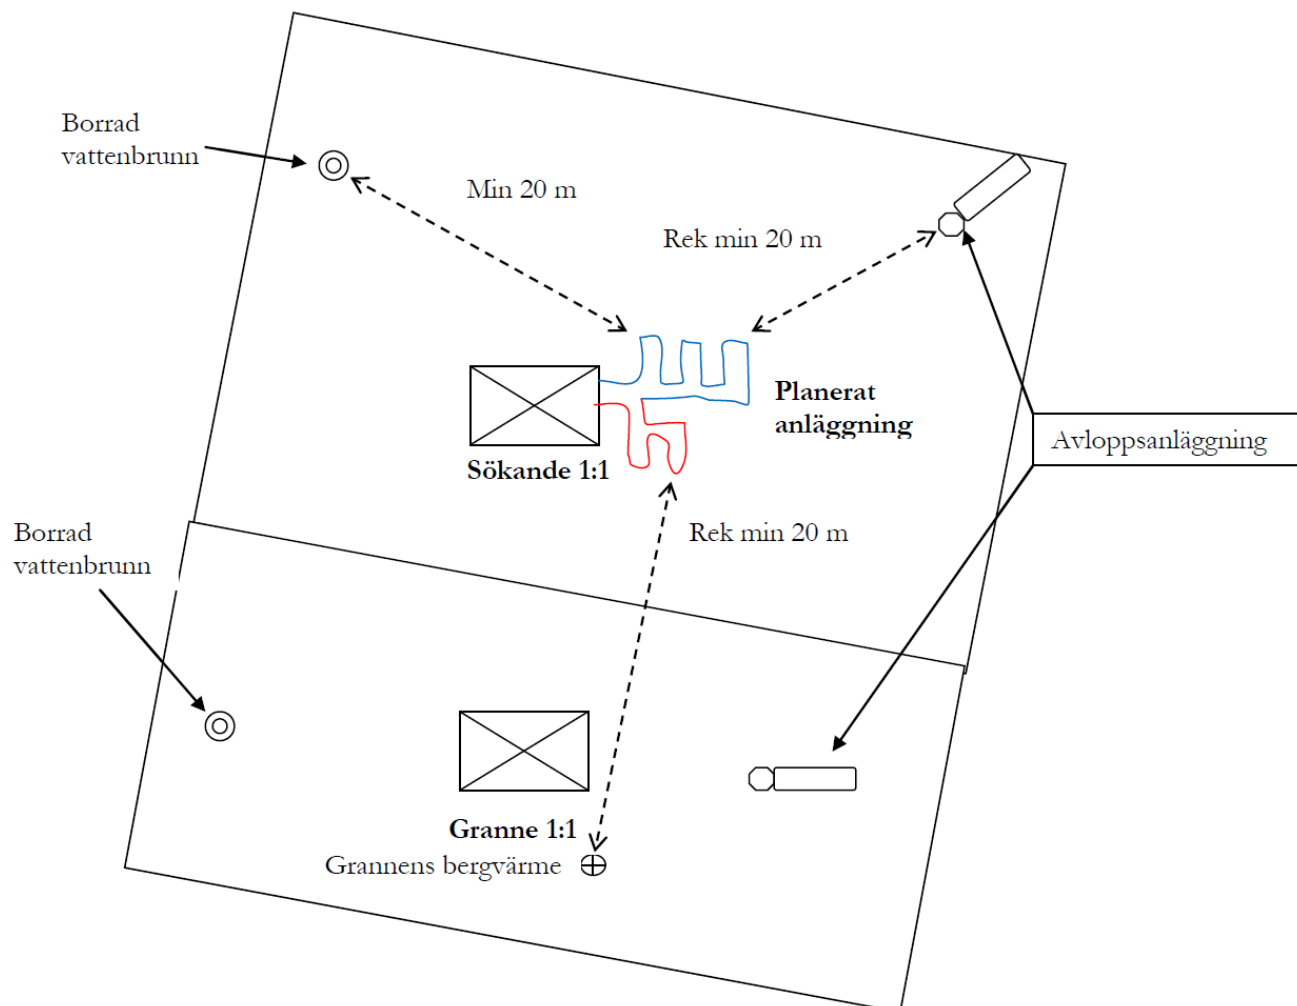 Borrad
vattenbrunn
Min 20 m
Rek min 20 m
Planerat
anläggning
Avloppsanläggning
Sökande 1:1
Rek min 20 m
Borrad
vattenbrunn
Granne 1:1
Grannens bergvärme